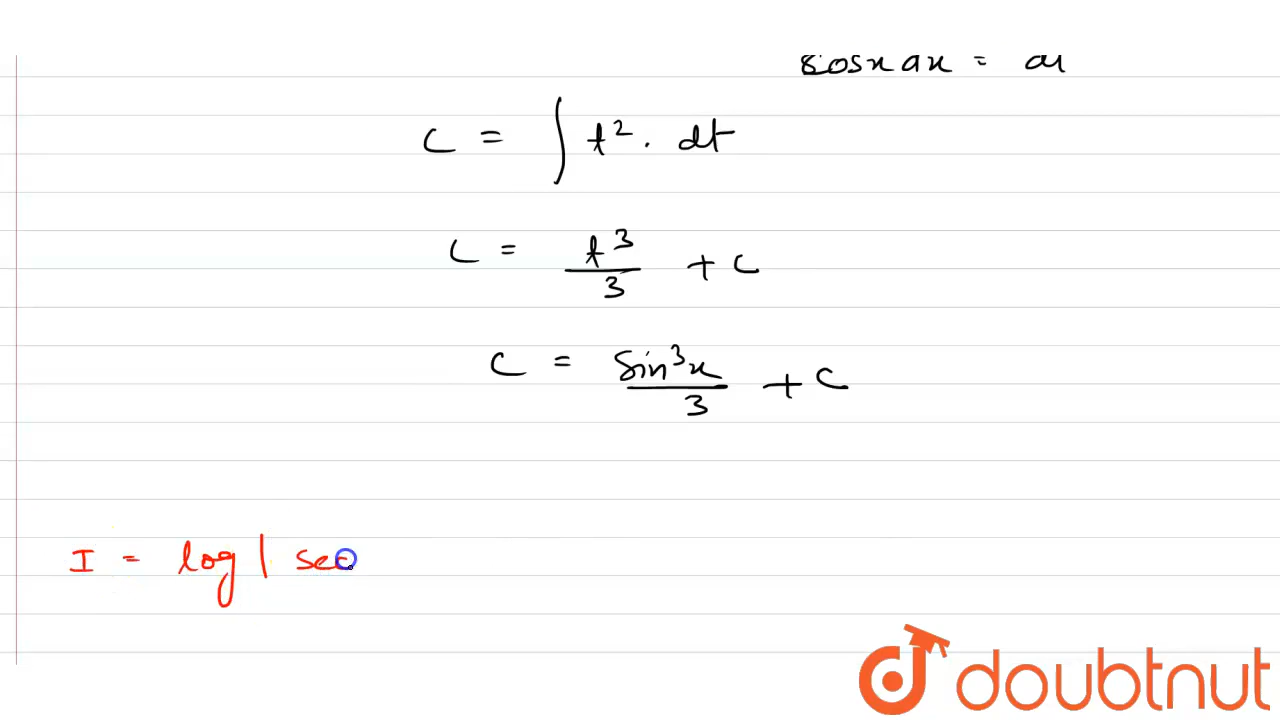 cosx dx = dt
C = ∫ t². dt
C = t³/3 + C
C = sin³x/3 + C
I = log | sec
doubtnut